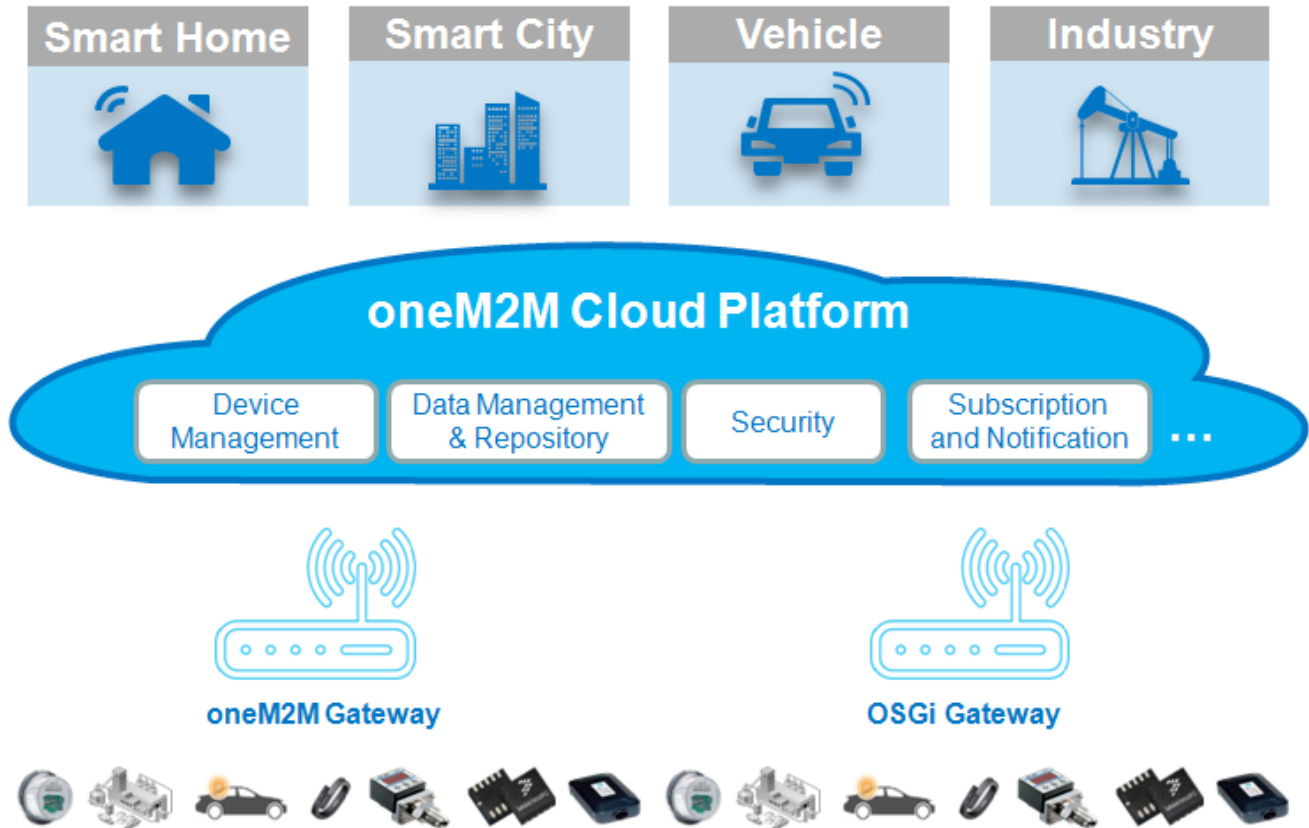 Smart Home
Smart City
Vehicle
Industry
oneM2M Cloud Platform
Device
Management
Data Management
& Repository
Security
Subscription
and Notification
...
oneM2M Gateway
OSGi Gateway